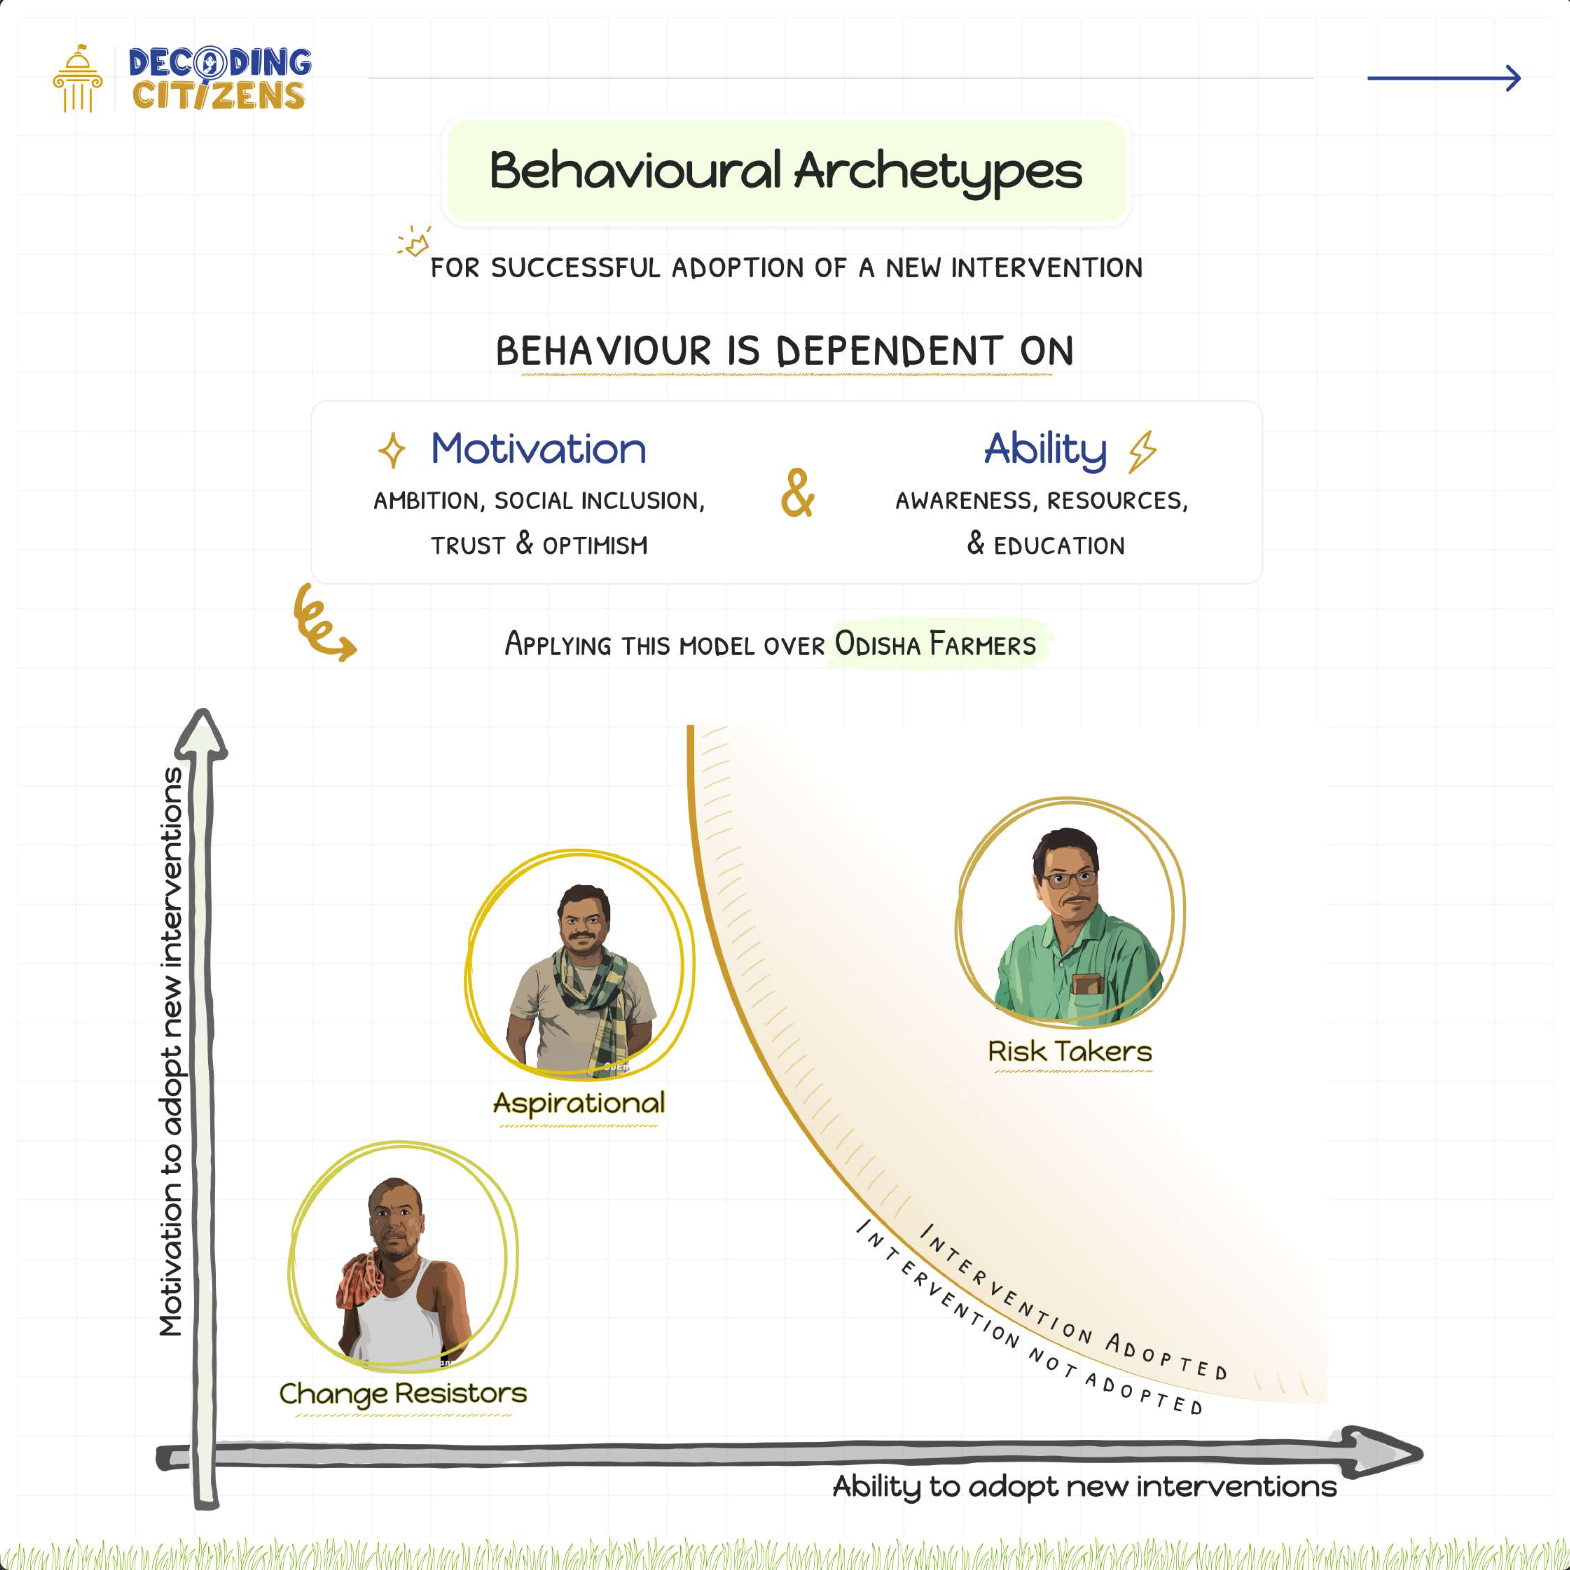 DECODING
CITIZENS
Behavioural Archetypes
FOR SUCCESSFUL ADOPTION OF A NEW INTERVENTION
BEHAVIOUR IS DEPENDENT ON
Motivation
AMBITION, SOCIAL INCLUSION,
TRUST & OPTIMISM
&
Ability
AWARENESS, RESOURCES,
& EDUCATION
APPLYING THIS MODEL OVER ODISHA FARMERS
Motivation to adopt new interventions
Risk Takers
Aspirational
Change Resistors
INTERVENTION ADOPTED
INTERVENTION NOT ADOPTED
Ability to adopt new interventions